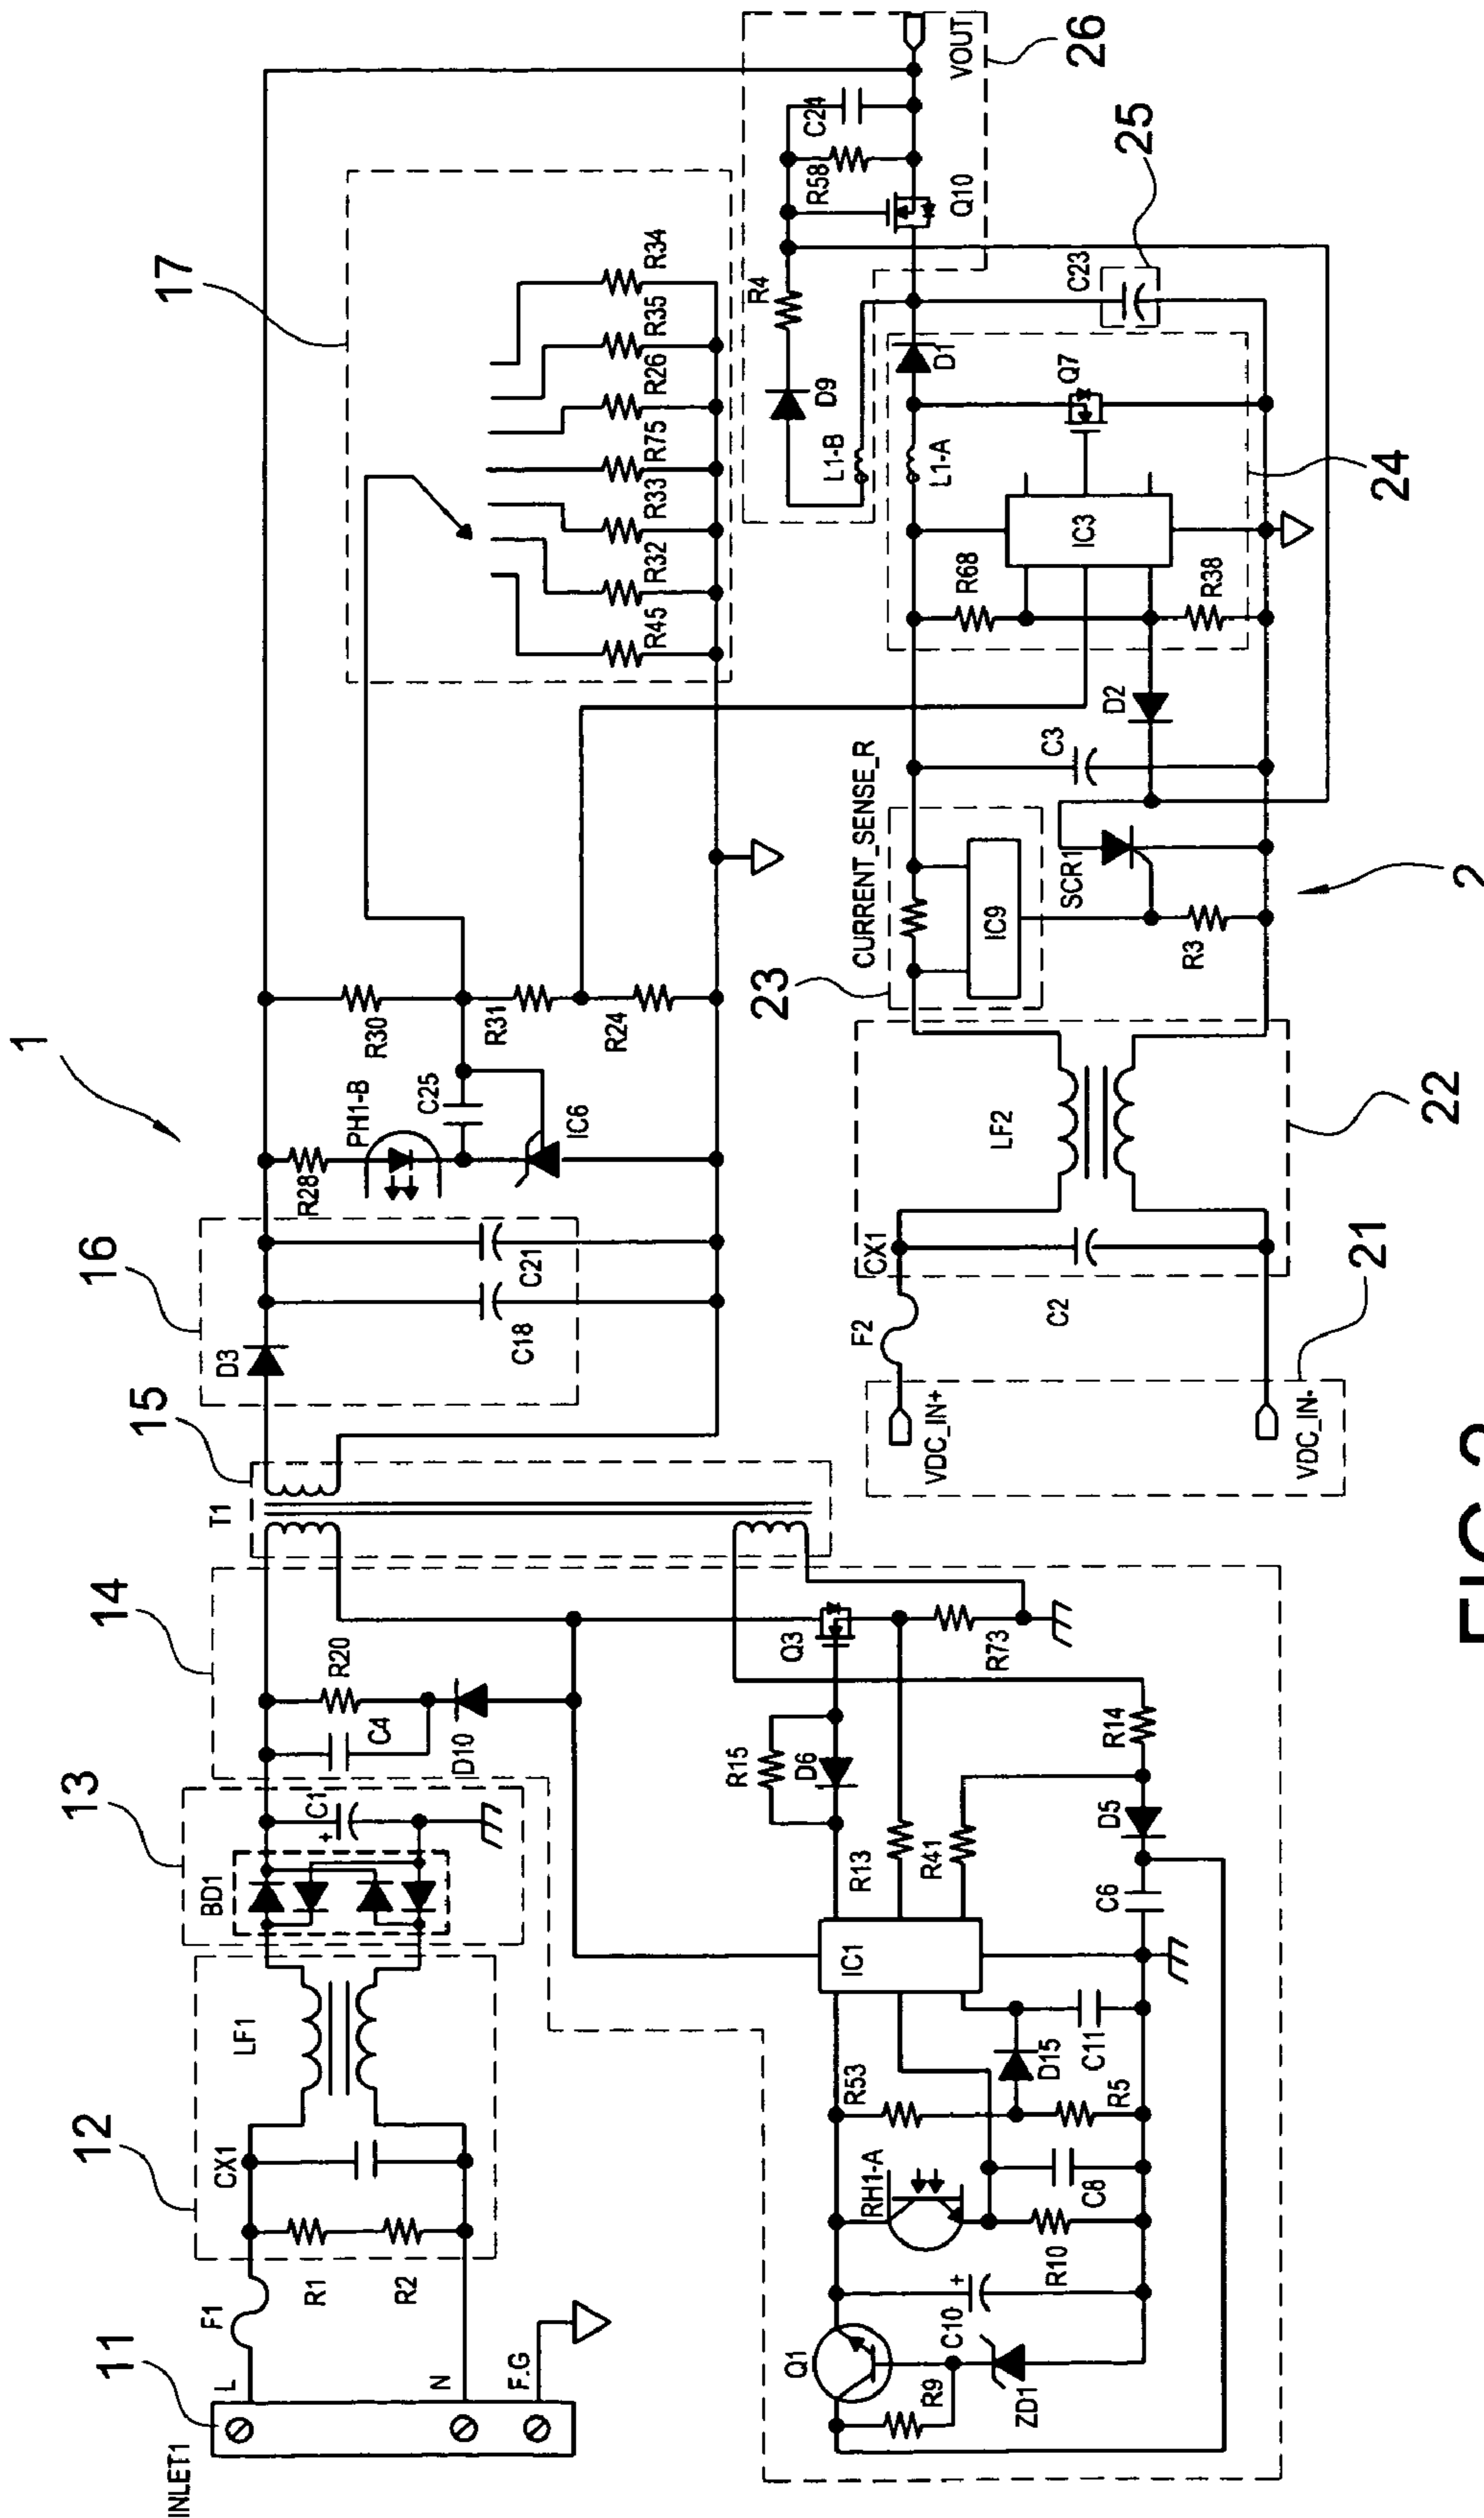 1
11
12
13
14
15
16
17
INLET1
L
N
F.G
F1
R1
R2
CX1
LF1
BD1
C1
+
C4
R20
D10
T1
D3
C18
C21
R28
PH1-B
C25
IC6
R30
R31
R24
R45
R32
R33
R75
R26
R35
R34
Q1
R9
ZD1
C10
+
RH1-A
R10
C8
R53
R5
D15
C11
IC1
R13
R41
R15
D6
Q3
R73
R14
D5
C6
VDC_IN+
VDC_IN-
21
F2
C2
CX1
LF2
22
23
CURRENT_SENSE_R
IC9
R3
SCR1
C3
D2
R68
R38
IC3
L1-A
L1-B
D1
Q7
24
D9
R4
C23
25
Q10
R58
C24
VOUT
26
2